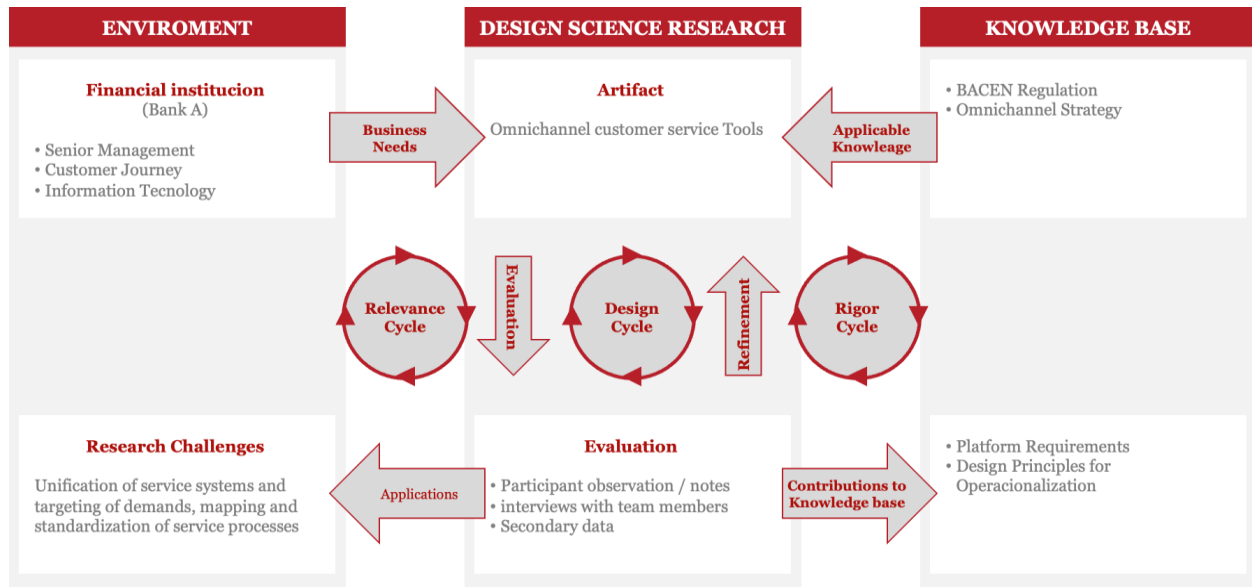 ENVIROMENT
DESIGN SCIENCE RESEARCH
KNOWLEDGE BASE
Financial institucion
(Bank A)
• Senior Management
• Customer Journey
• Information Tecnology
Business
Needs
Artifact
Omnichannel customer service Tools
Applicable
Knowleage
• BACEN Regulation
• Omnichannel Strategy
Relevance
Cycle
Evaluation
Design
Cycle
Refinement
Rigor
Cycle
Research Challenges
Unification of service systems and
targeting of demands, mapping and
standardization of service processes
Applications
Evaluation
• Participant observation / notes
• interviews with team members
• Secondary data
Contributions to
Knowledge base
• Platform Requirements
• Design Principles for
Operacionalization